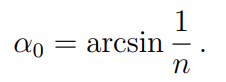 α₀ = arcsin 1/n .